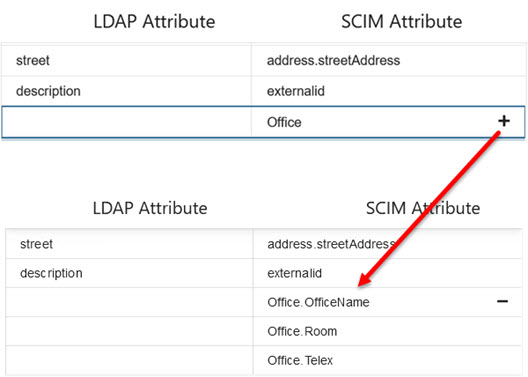 LDAP Attribute SCIM Attribute
street address.streetAddress
description externalid
Office +
LDAP Attribute SCIM Attribute
street address.streetAddress
description externalid
Office.OfficeName −
Office.Room
Office.Telex